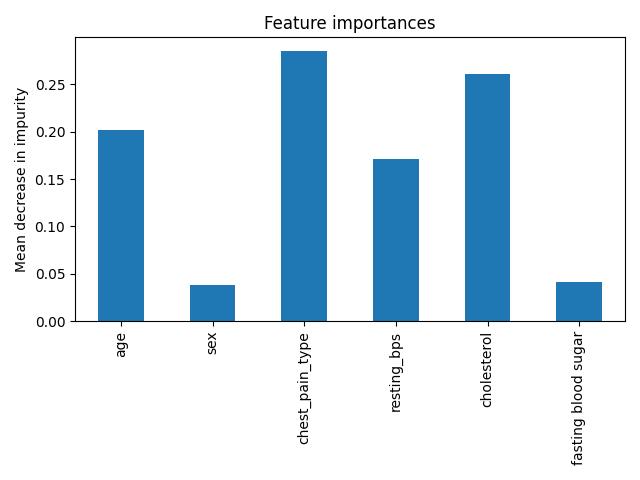 Feature importances
Mean decrease in impurity
0.25
0.20
0.15
0.10
0.05
0.00
age
sex
chest_pain_type
resting_bps
cholesterol
fasting blood sugar